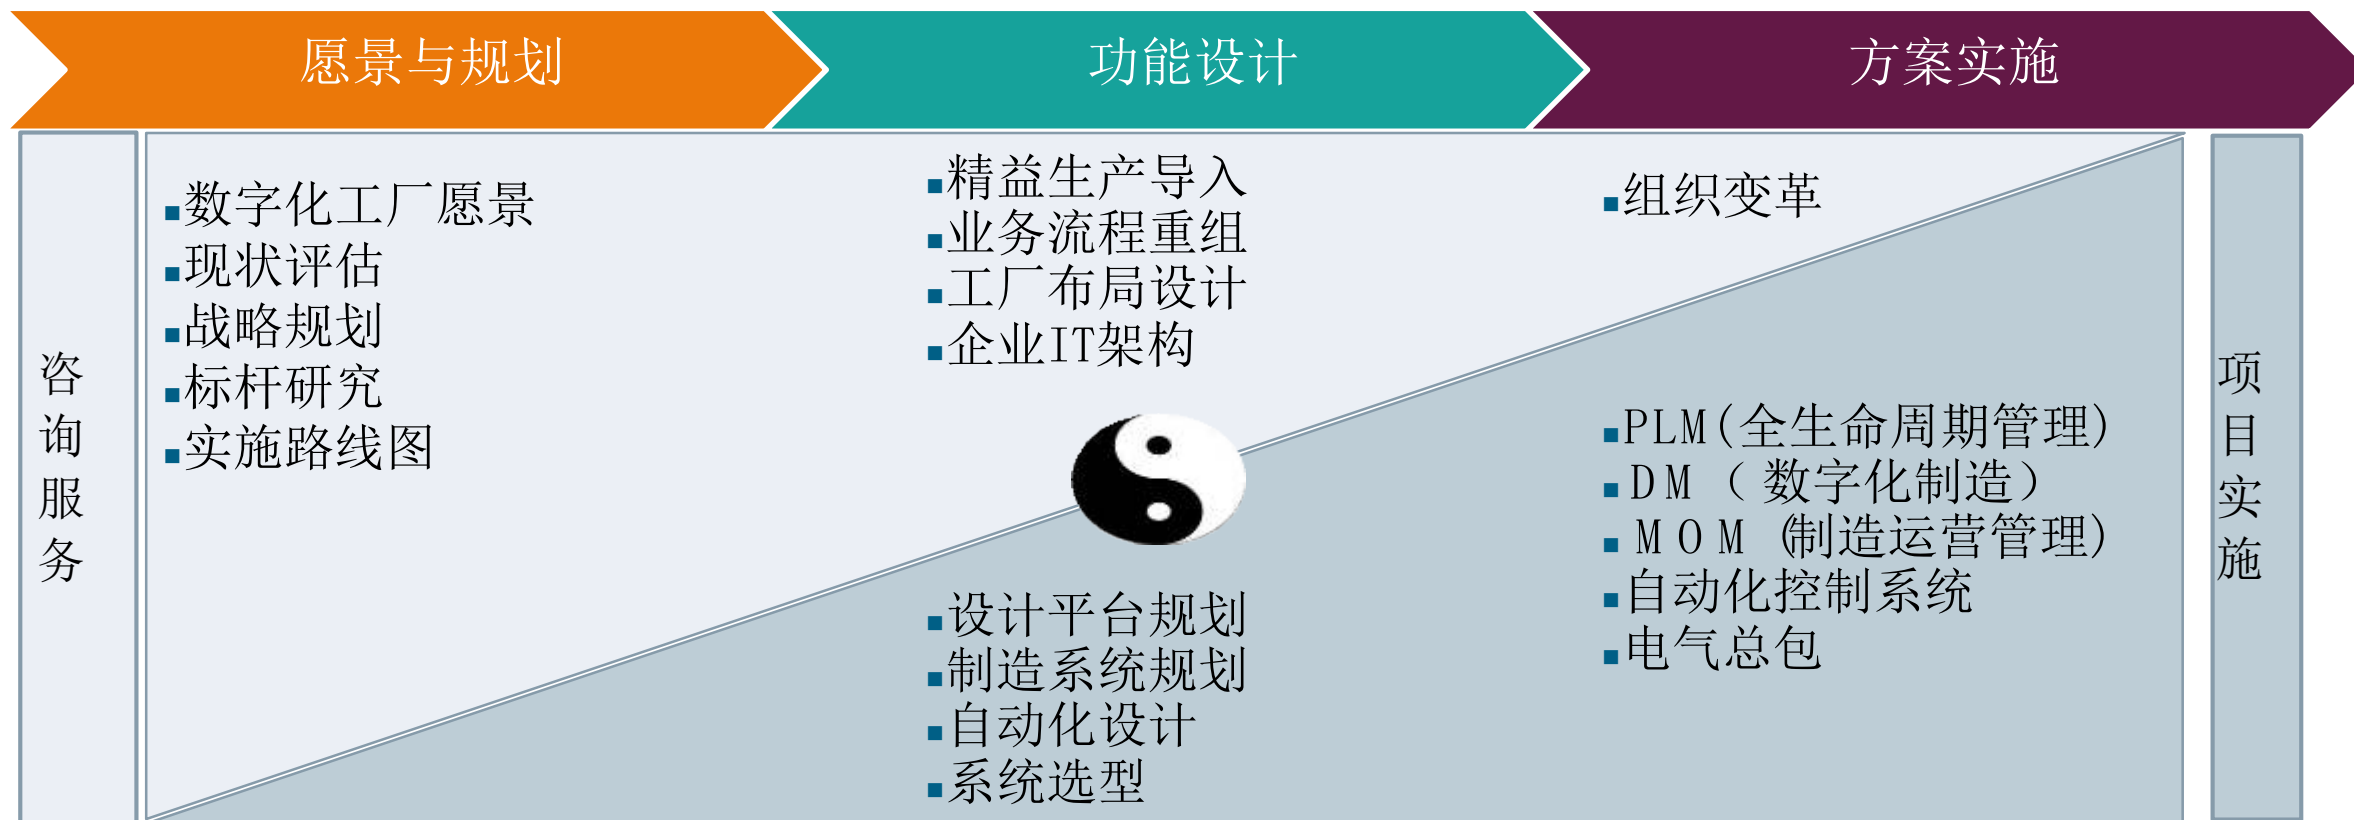 愿景与规划
功能设计
方案实施
咨询服务
▪数字化工厂愿景
▪现状评估
▪战略规划
▪标杆研究
▪实施路线图
▪精益生产导入
▪业务流程重组
▪工厂布局设计
▪企业IT架构
▪设计平台规划
▪制造系统规划
▪自动化设计
▪系统选型
▪组织变革
▪PLM(全生命周期管理)
▪DM（数字化制造）
▪MOM (制造运营管理)
▪自动化控制系统
▪电气总包
项目实施